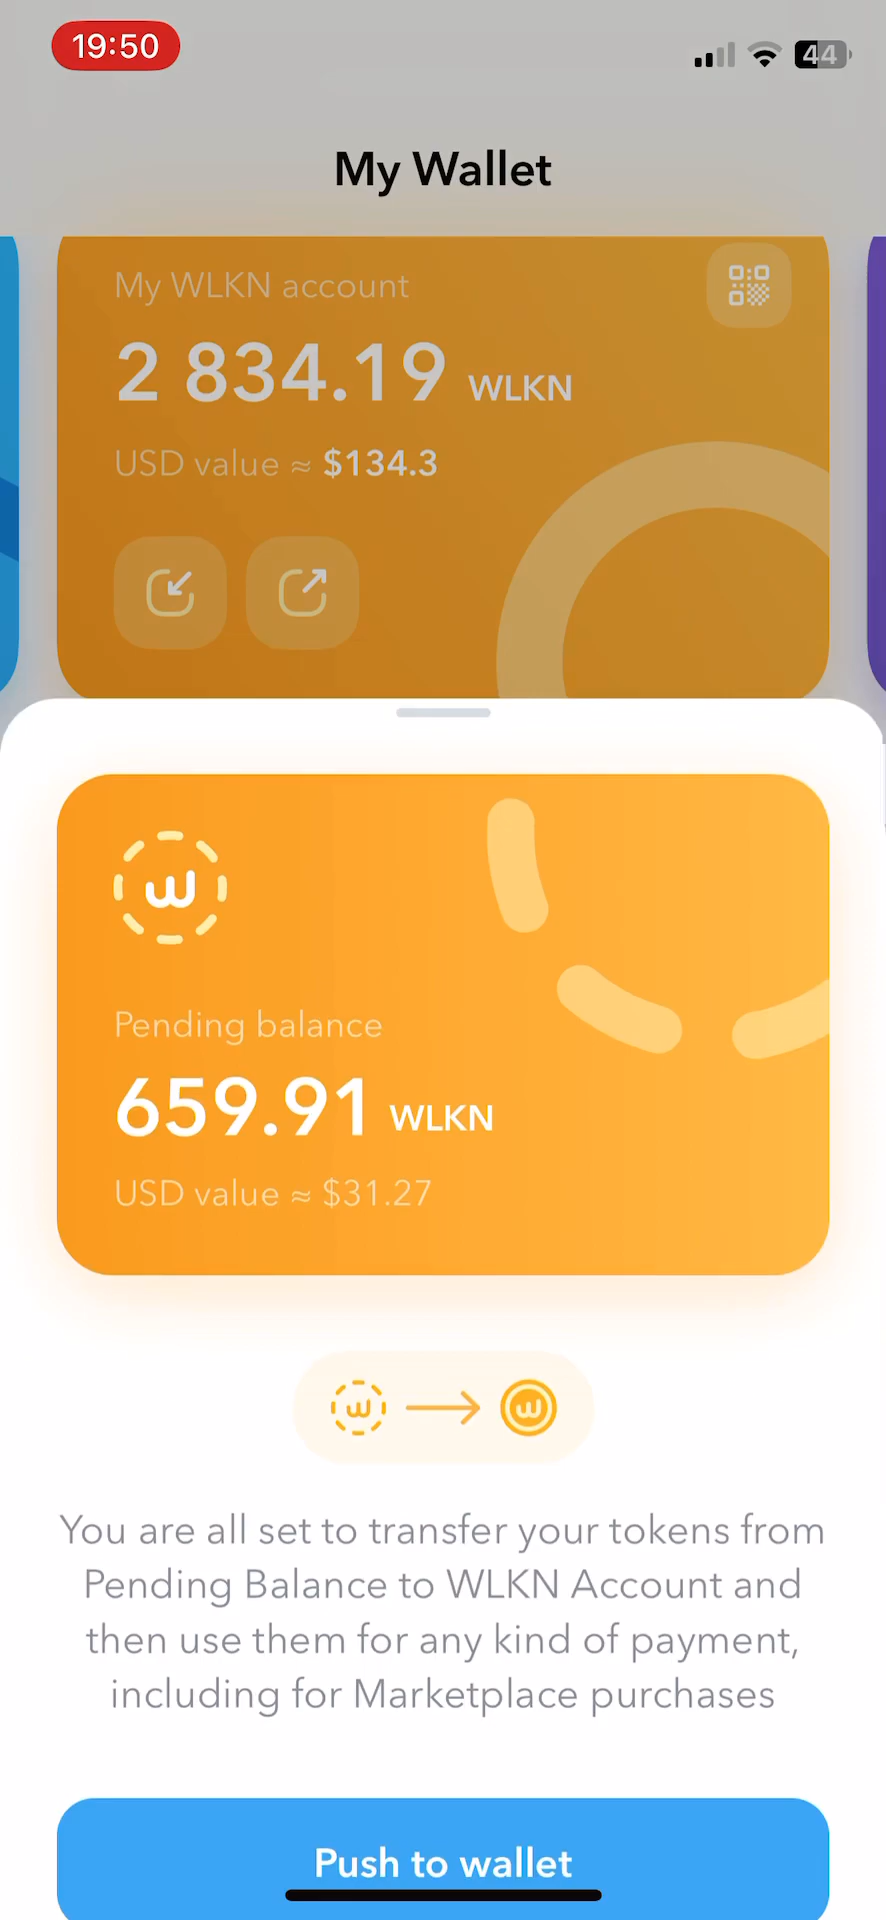 19:50
44
My Wallet
My WLKN account
2 834.19 WLKN
USD value ≈ $134.3
Pending balance
659.91 WLKN
USD value ≈ $31.27
You are all set to transfer your tokens from
Pending Balance to WLKN Account and
then use them for any kind of payment,
including for Marketplace purchases
Push to wallet